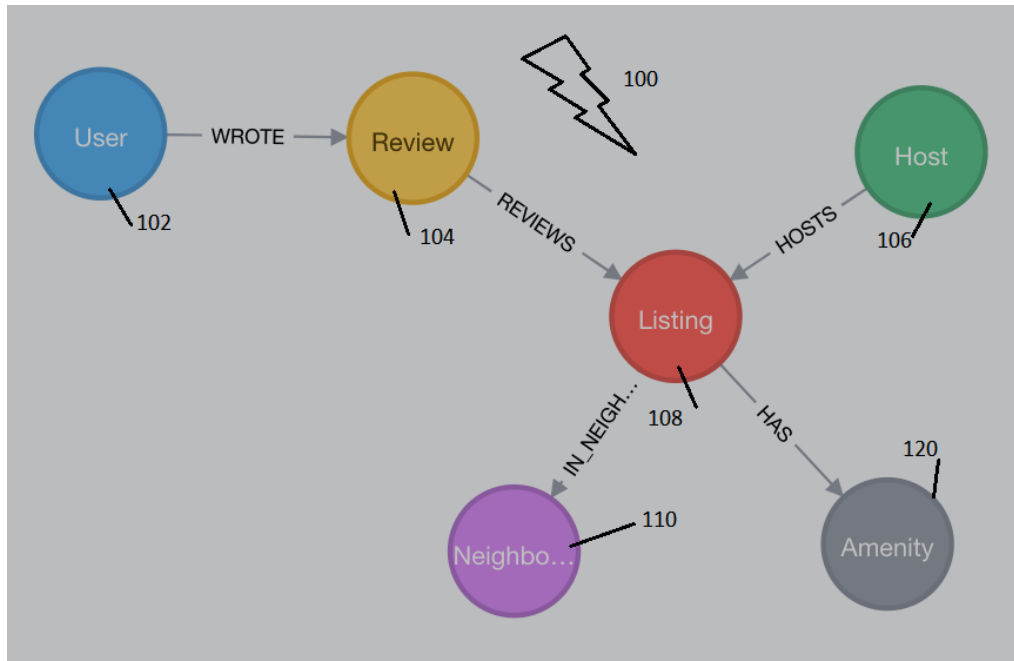 100
User
WROTE
Review
Host
102
104
REVIEWS
HOSTS
106
Listing
108
IN_NEIGH...
HAS
120
110
Neighbo...
Amenity